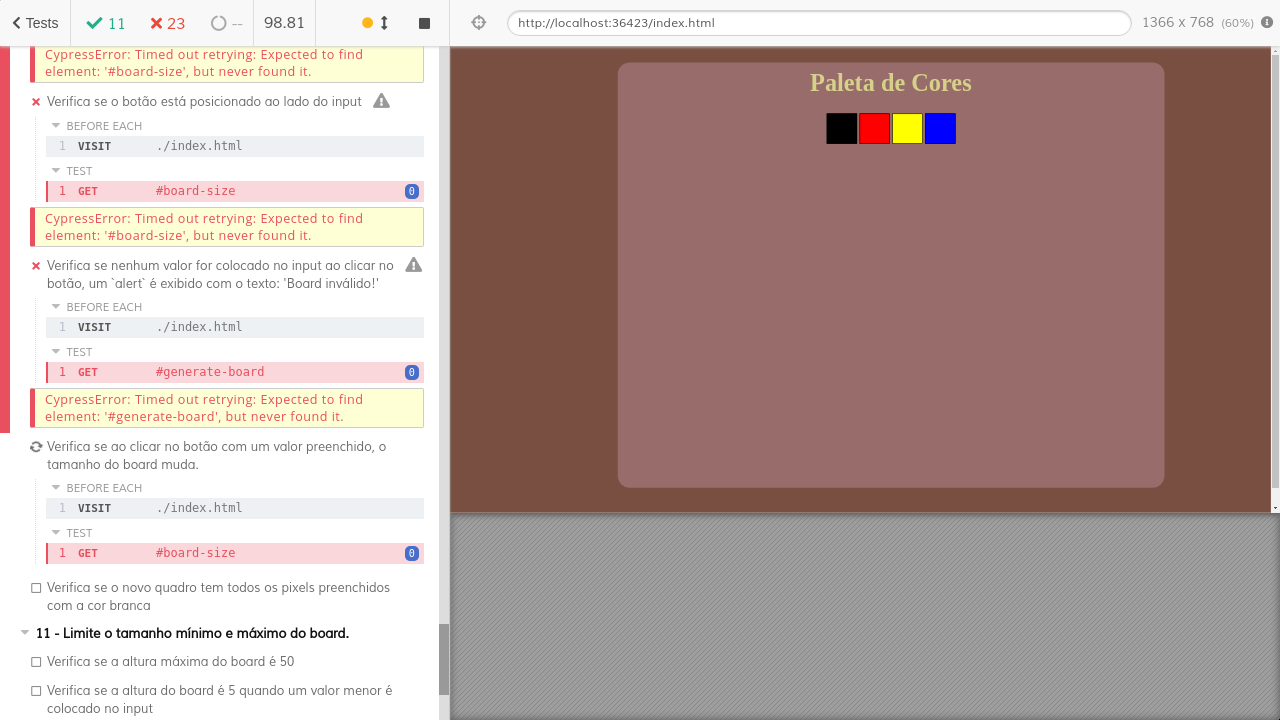 Tests
11
23
--
98.81
http://localhost:36423/index.html
1366 x 768 (60%)
CypressError: Timed out retrying: Expected to find
element: '#board-size', but never found it.
Verifica se o botão está posicionado ao lado do input
BEFORE EACH
1 VISIT ./index.html
TEST
1 GET #board-size 0
CypressError: Timed out retrying: Expected to find
element: '#board-size', but never found it.
Verifica se nenhum valor for colocado no input ao clicar no
botão, um `alert` é exibido com o texto: 'Board inválido!'
BEFORE EACH
1 VISIT ./index.html
TEST
1 GET #generate-board 0
CypressError: Timed out retrying: Expected to find
element: '#generate-board', but never found it.
Verifica se ao clicar no botão com um valor preenchido, o
tamanho do board muda.
BEFORE EACH
1 VISIT ./index.html
TEST
1 GET #board-size 0
Verifica se o novo quadro tem todos os pixels preenchidos
com a cor branca
11 - Limite o tamanho mínimo e máximo do board.
Verifica se a altura máxima do board é 50
Verifica se a altura do board é 5 quando um valor menor é
colocado no input
Paleta de Cores